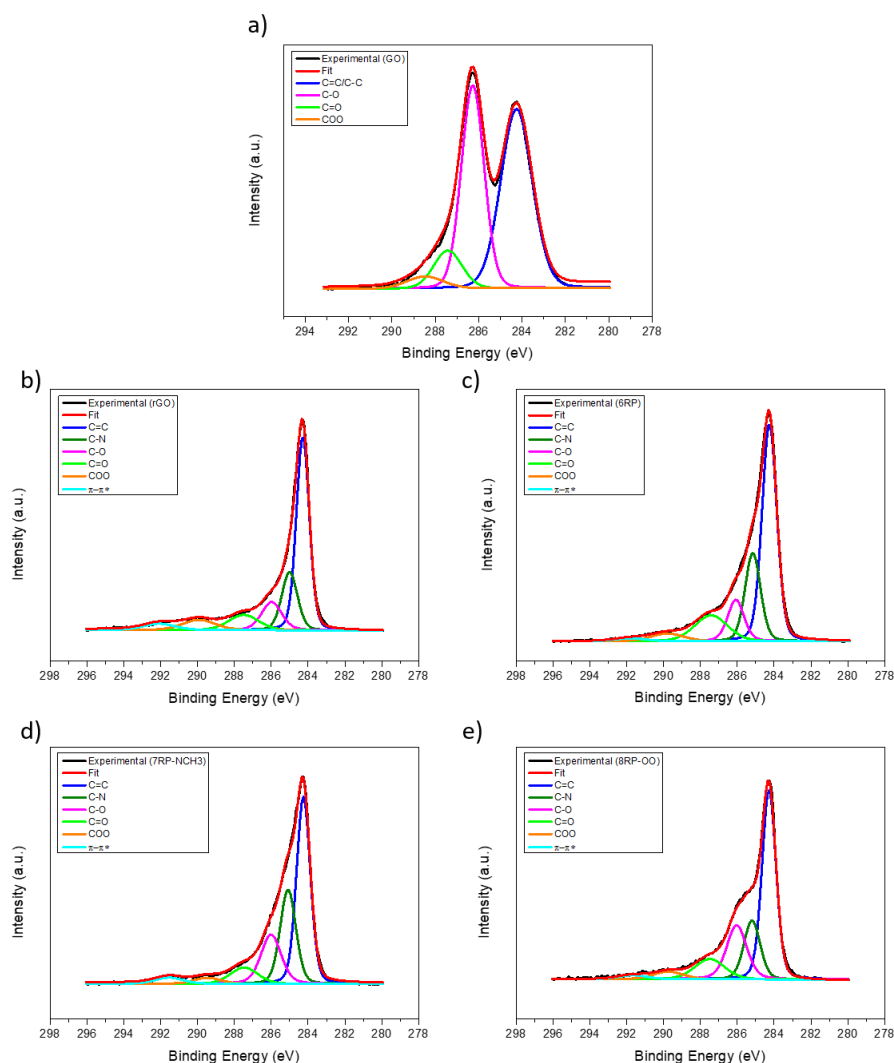 a)
Experimental (GO)
Fit
C=C/C-C
C-O
C=O
COO
Intensity (a.u.)
294 292 290 288 286 284 282 280 278
Binding Energy (eV)
b)
Experimental (rGO)
Fit
C=C
C-N
C-O
C=O
COO
π-π*
Intensity (a.u.)
298 296 294 292 290 288 286 284 282 280 278
Binding Energy (eV)
c)
Experimental (6RP)
Fit
C=C
C-N
C-O
C=O
COO
π-π*
Intensity (a.u.)
298 296 294 292 290 288 286 284 282 280 278
Binding Energy (eV)
d)
Experimental (7RP-NCH3)
Fit
C=C
C-N
C-O
C=O
COO
π-π*
Intensity (a.u.)
298 296 294 292 290 288 286 284 282 280 278
Binding Energy (eV)
e)
Experimental (8RP-OO)
Fit
C=C
C-N
C-O
C=O
COO
π-π*
Intensity (a.u.)
298 296 294 292 290 288 286 284 282 280 278
Binding Energy (eV)